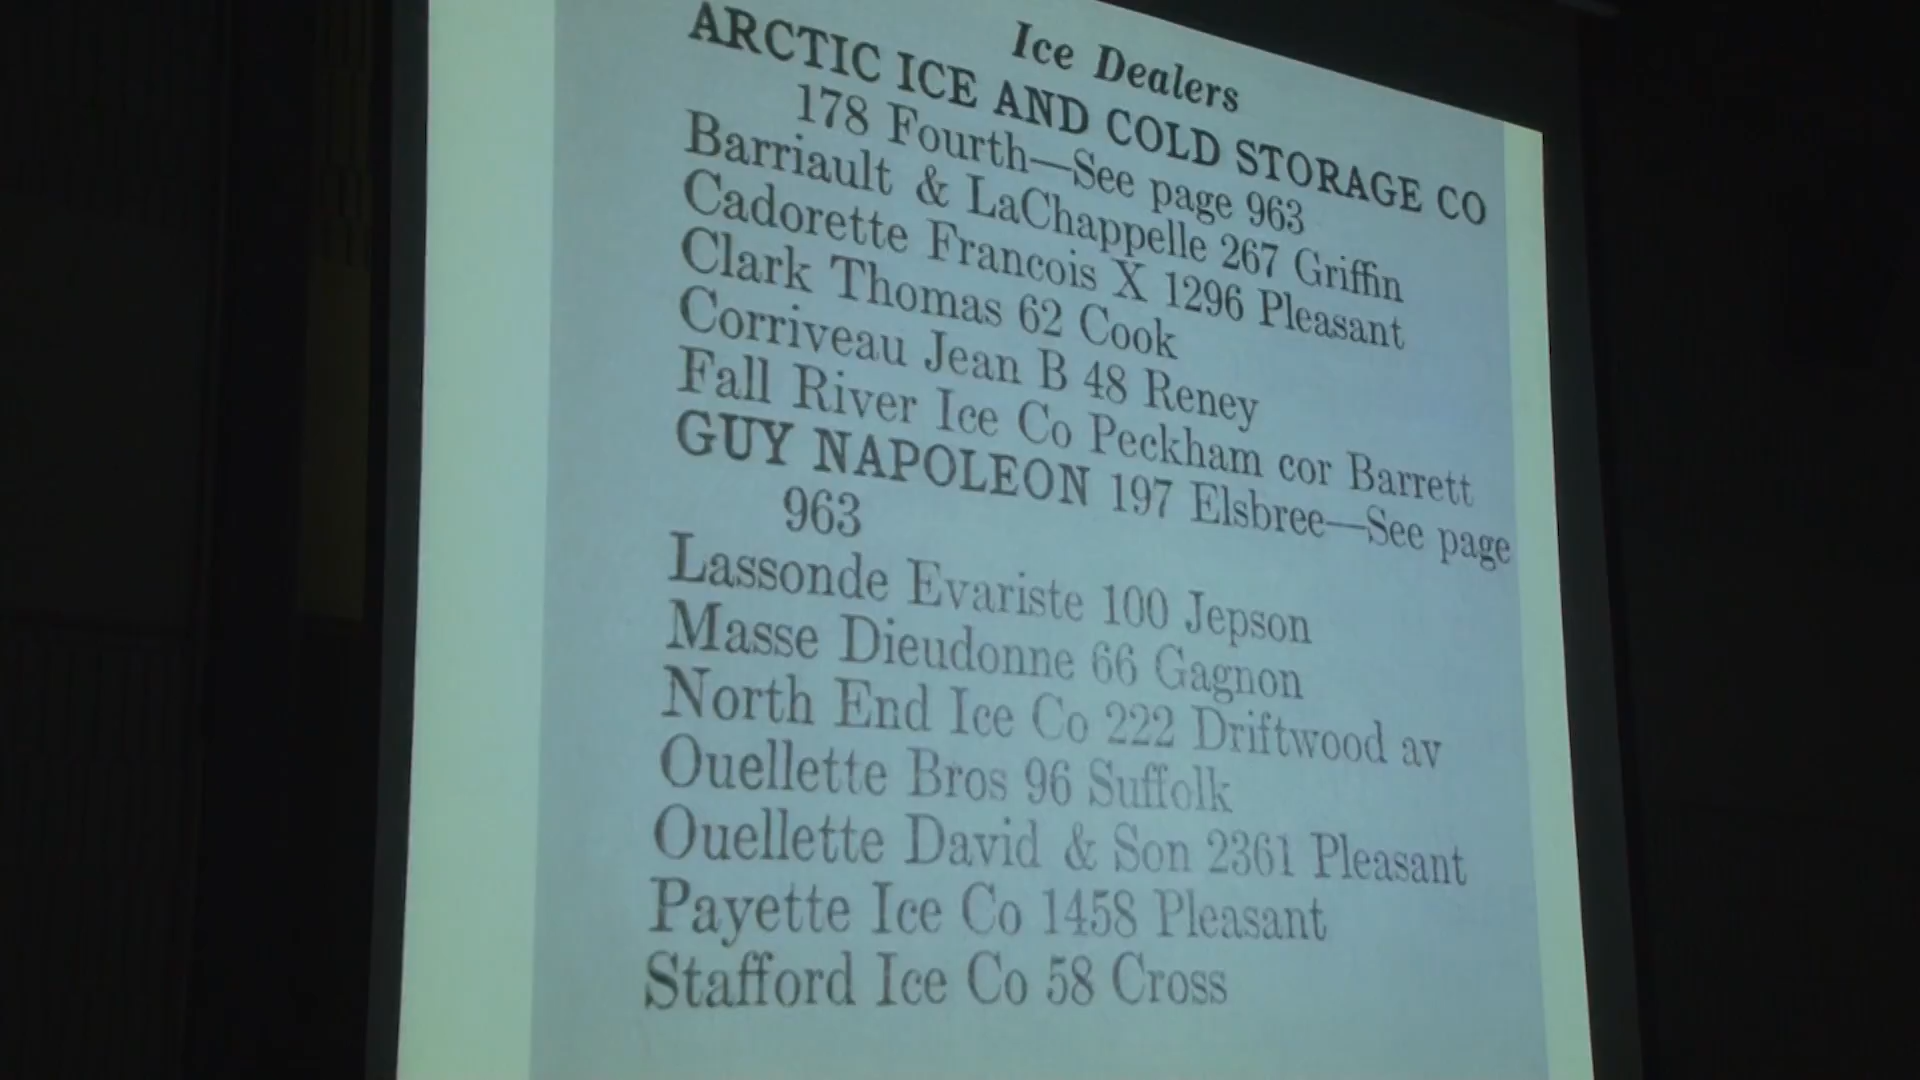 Ice Dealers
ARCTIC ICE AND COLD STORAGE CO
178 Fourth—See page 963
Barriault & LaChappelle 267 Griffin
Cadorette Francois X 1296 Pleasant
Clark Thomas 62 Cook
Corriveau Jean B 48 Reney
Fall River Ice Co Peckham cor Barrett
GUY NAPOLEON 197 Elsbree—See page
963
Lassonde Evariste 100 Jepson
Masse Dieudonne 66 Gagnon
North End Ice Co 222 Driftwood av
Ouellette Bros 96 Suffolk
Ouellette David & Son 2361 Pleasant
Payette Ice Co 1458 Pleasant
Stafford Ice Co 58 Cross